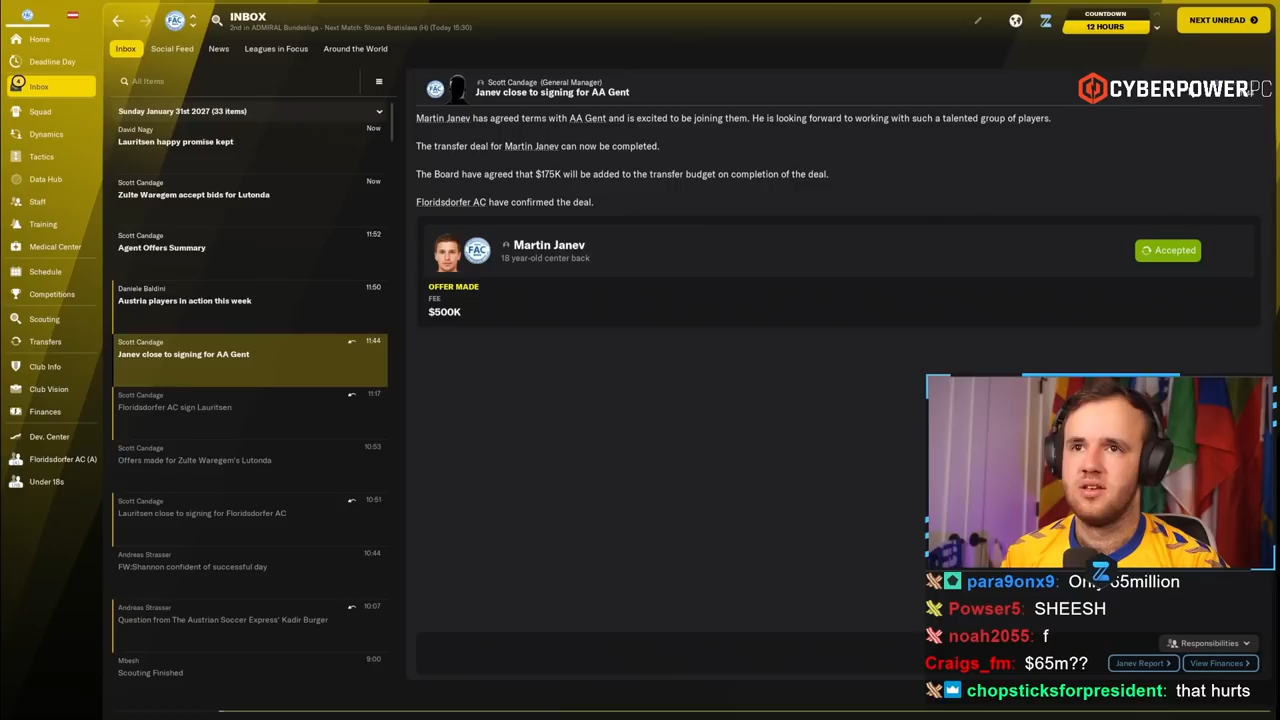 INBOX
2nd in ADMIRAL Bundesliga - Next Match: Slovan Bratislava (H) (Today 15:30)
COUNTDOWN
12 HOURS
NEXT UNREAD
Home
Deadline Day
4
Inbox
Squad
Dynamics
Tactics
Data Hub
Staff
Training
Medical Center
Schedule
Competitions
Scouting
Transfers
Club Info
Club Vision
Finances
Dev. Center
Floridsdorfer AC (A)
Under 18s
Inbox
Social Feed
News
Leagues in Focus
Around the World
All Items
Sunday January 31st 2027 (33 items)
David Nagy
Now
Lauritsen happy promise kept
Scott Candage
Now
Zulte Waregem accept bids for Lutonda
Scott Candage
11:52
Agent Offers Summary
Daniele Baldini
11:50
Austria players in action this week
Scott Candage
11:44
Janev close to signing for AA Gent
Scott Candage
11:17
Floridsdorfer AC sign Lauritsen
Scott Candage
10:53
Offers made for Zulte Waregem's Lutonda
Scott Candage
10:51
Lauritsen close to signing for Floridsdorfer AC
Andreas Strasser
10:44
FW:Shannon confident of successful day
Andreas Strasser
10:07
Question from The Austrian Soccer Express' Kadir Burger
Mbesh
9:00
Scouting Finished
FAC
Scott Candage (General Manager)
Janev close to signing for AA Gent
CYBERPOWERPC
Martin Janev has agreed terms with AA Gent and is excited to be joining them. He is looking forward to working with such a talented group of players.
The transfer deal for Martin Janev can now be completed.
The Board have agreed that $175K will be added to the transfer budget on completion of the deal.
Floridsdorfer AC have confirmed the deal.
FAC
Martin Janev
18 year-old center back
Accepted
OFFER MADE
FEE
$500K
para9onx9: Only 65million
Powser5: SHEESH
noah2055: f
Craigs_fm: $65m??
chopsticksforpresident: that hurts
Responsibilities
Janev Report >
View Finances >